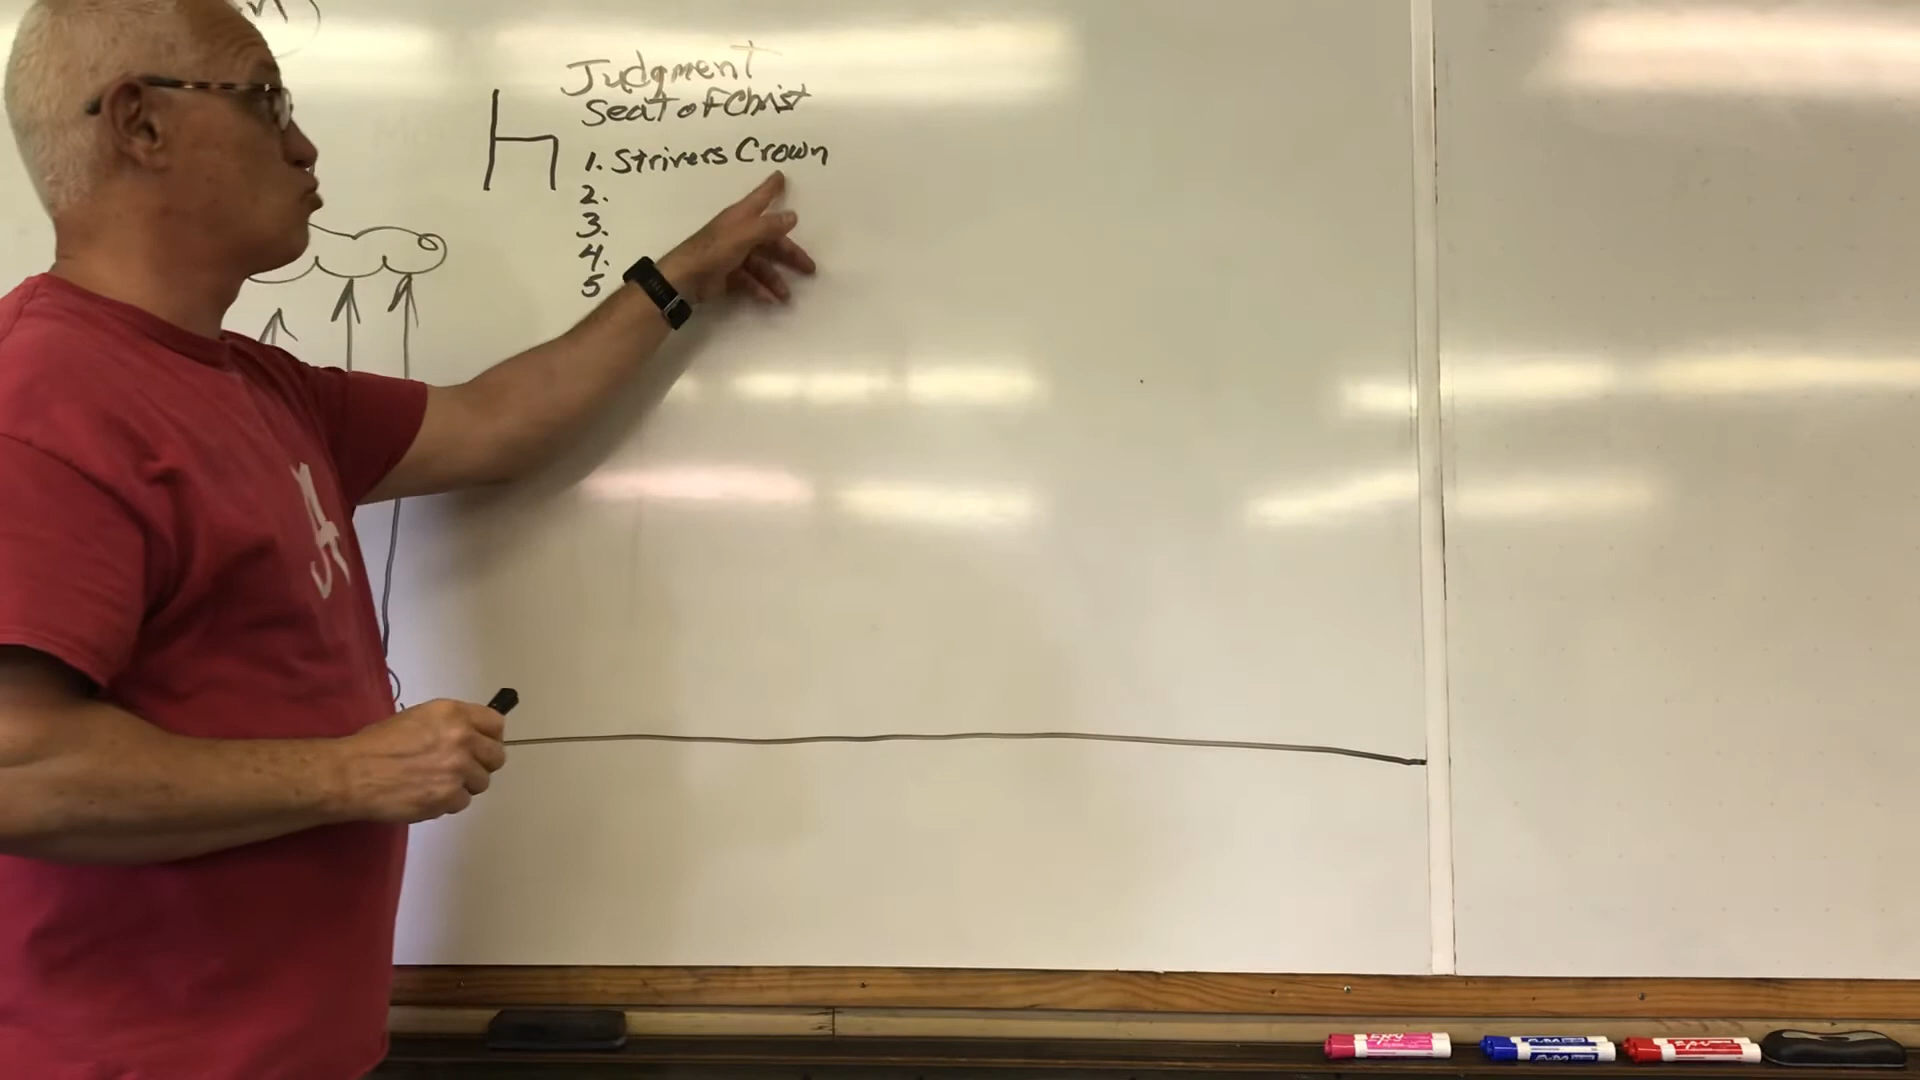 Judgment
Seat of Christ
1. Strivers Crown
2.
3.
4.
5